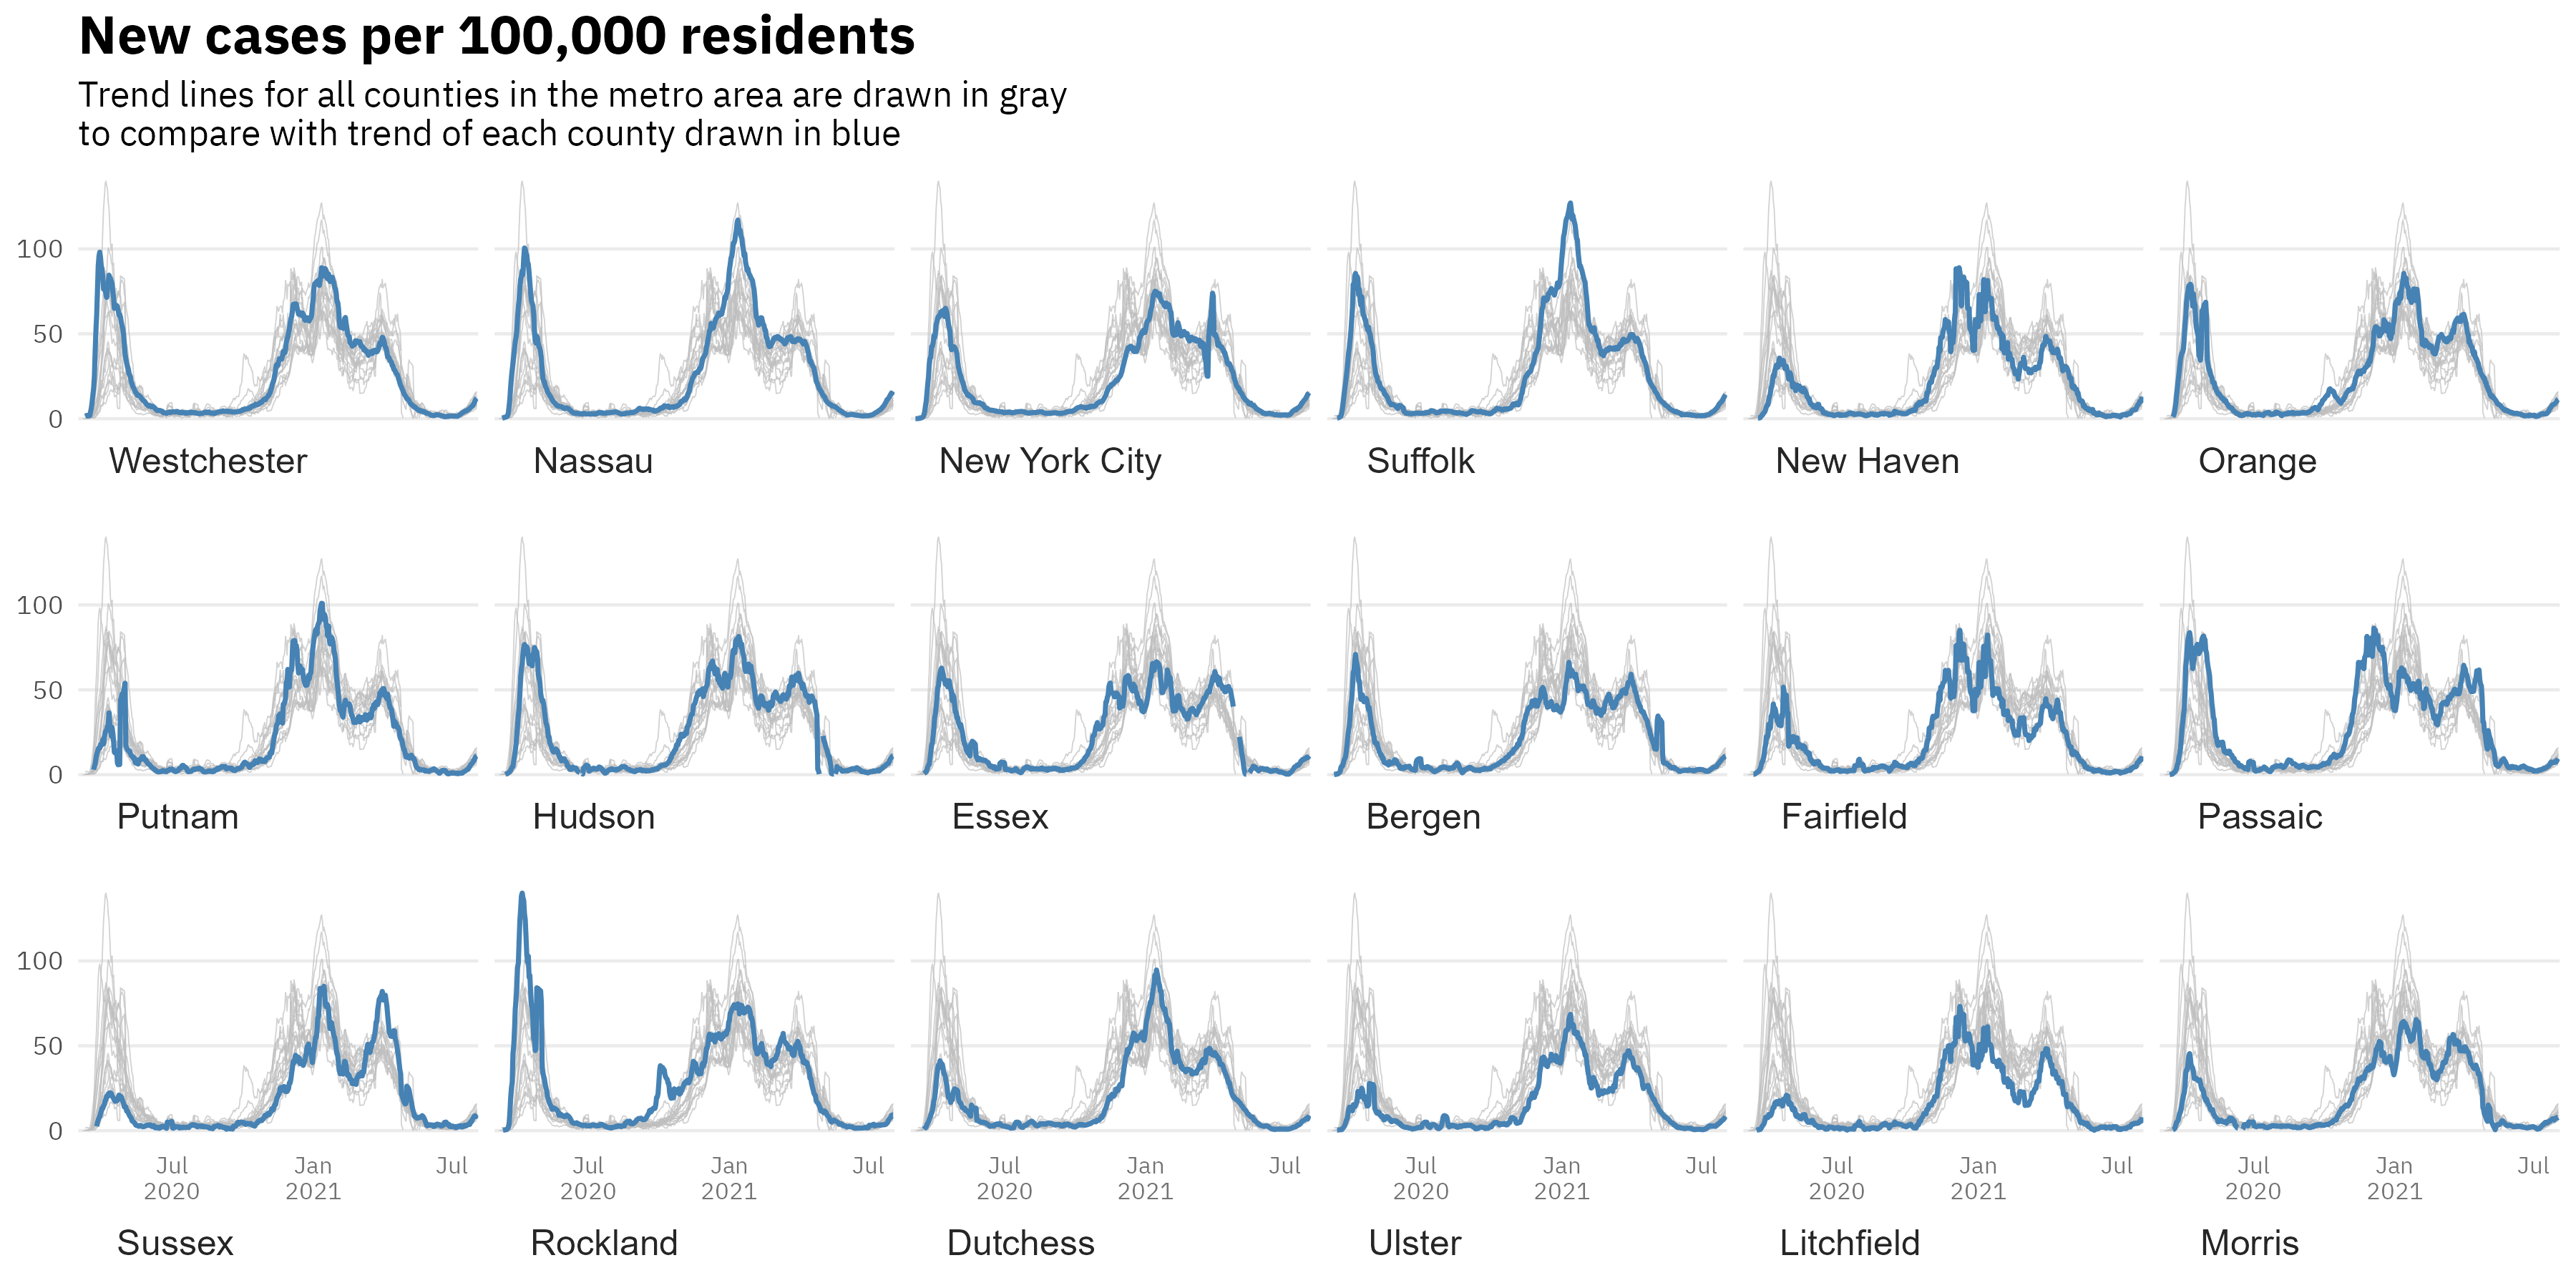 New cases per 100,000 residents
Trend lines for all counties in the metro area are drawn in gray
to compare with trend of each county drawn in blue
100
50
0
Westchester Nassau New York City Suffolk New Haven Orange
100
50
0
Putnam Hudson Essex Bergen Fairfield Passaic
100
50
0
Jul Jan Jul Jul Jan Jul Jul Jan Jul Jul Jan Jul Jul Jan Jul Jul Jan Jul
2020 2021 2020 2021 2020 2021 2020 2021 2020 2021 2020 2021
Sussex Rockland Dutchess Ulster Litchfield Morris